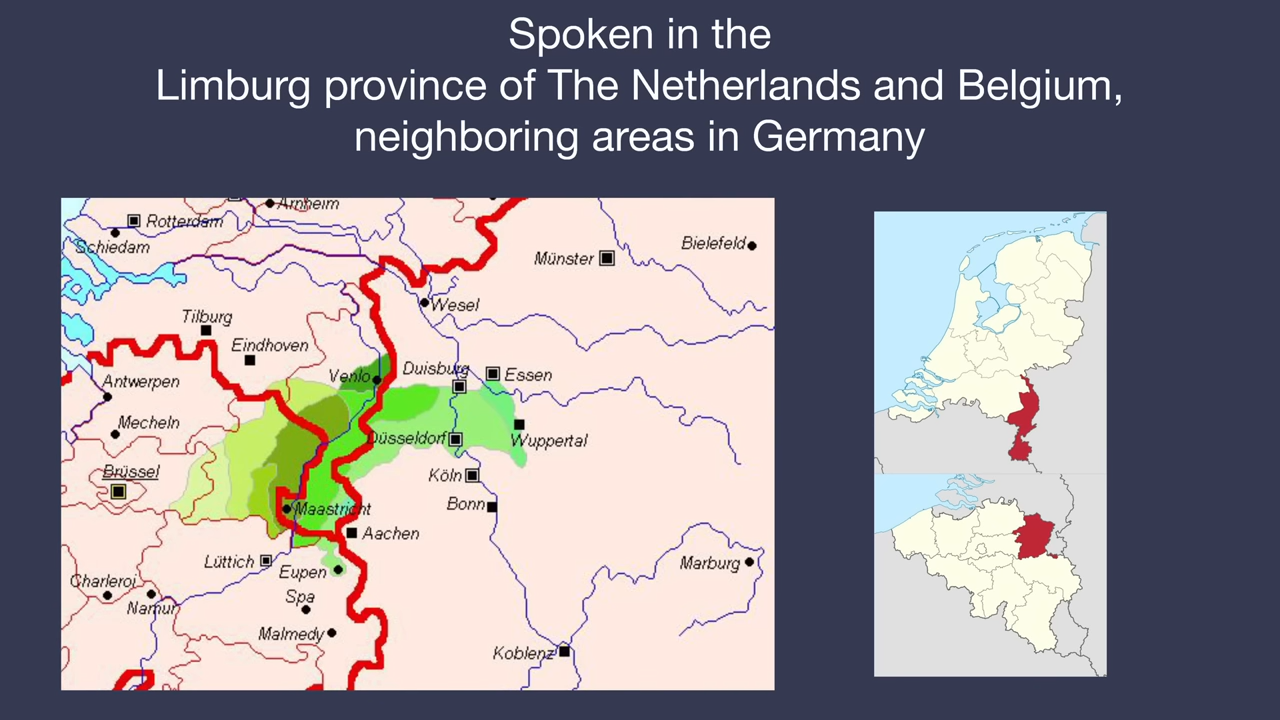 Spoken in the
Limburg province of The Netherlands and Belgium,
neighboring areas in Germany
Arnheim
Rotterdam
Schiedam
Bielefeld
Münster
Wesel
Tilburg
Eindhoven
Venlo
Duisburg
Essen
Antwerpen
Mecheln
Düsseldorf
Wuppertal
Brüssel
Köln
Maastricht
Bonn
Aachen
Lüttich
Eupen
Marburg
Charleroi
Spa
Namur
Malmedy
Koblenz